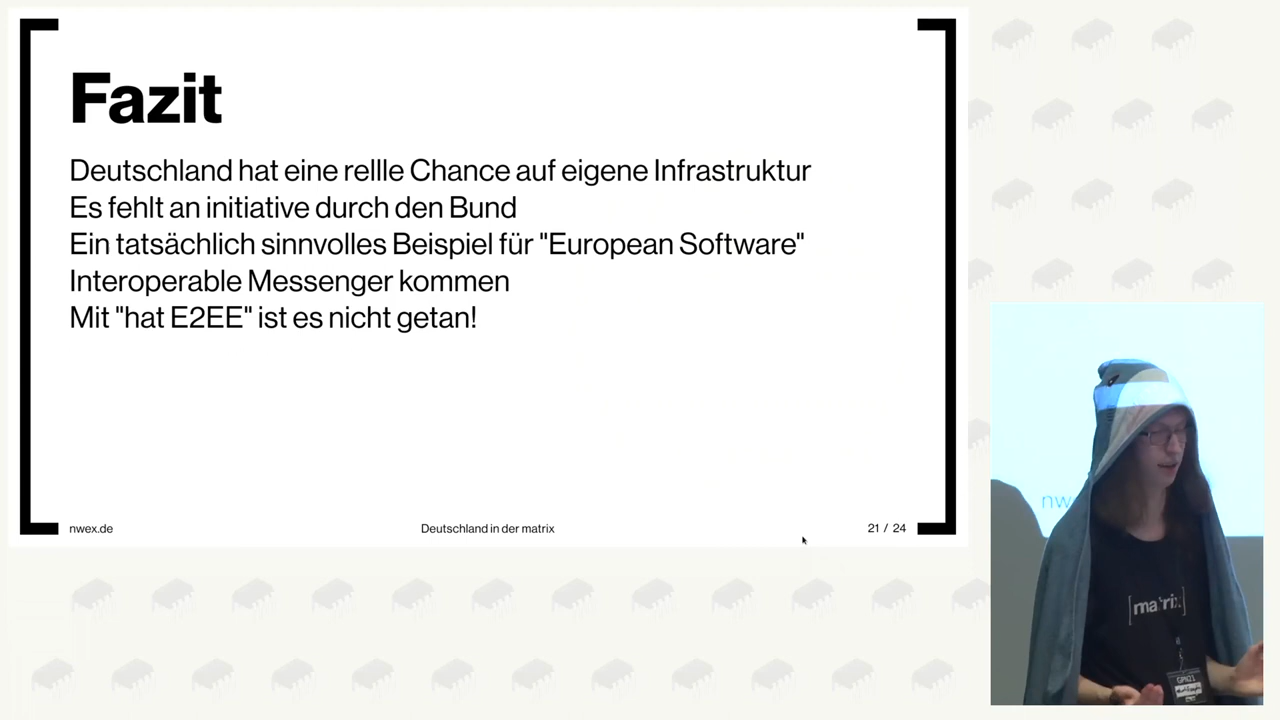 Fazit
Deutschland hat eine rellle Chance auf eigene Infrastruktur
Es fehlt an initiative durch den Bund
Ein tatsächlich sinnvolles Beispiel für "European Software"
Interoperable Messenger kommen
Mit "hat E2EE" ist es nicht getan!
nwex.de
Deutschland in der matrix
21 / 24
nw
[matrix]
GPN21